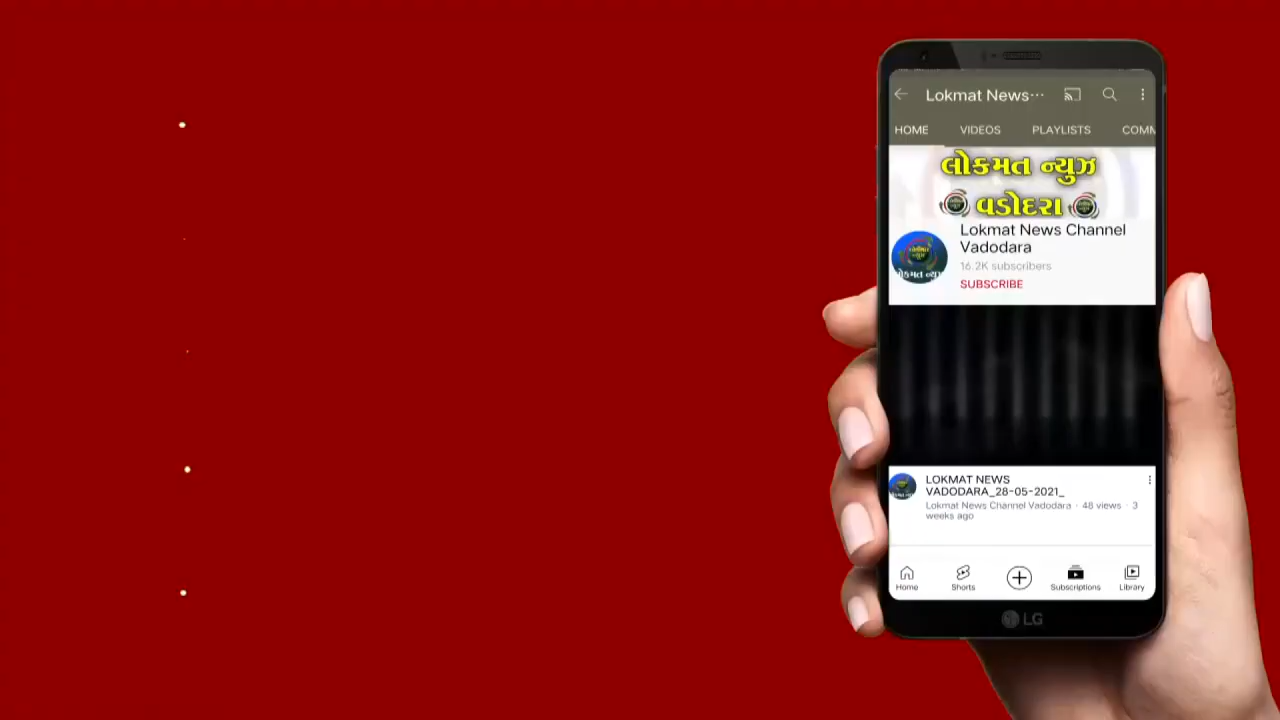 Lokmat News···
HOME VIDEOS PLAYLISTS COMM
લોકમત ન્યુઝ
વડોદરા
Lokmat News Channel
Vadodara
16.2K subscribers
SUBSCRIBE
LOKMAT NEWS
VADODARA_28-05-2021_
Lokmat News Channel Vadodara · 48 views · 3
weeks ago
Home Shorts Subscriptions Library
LG